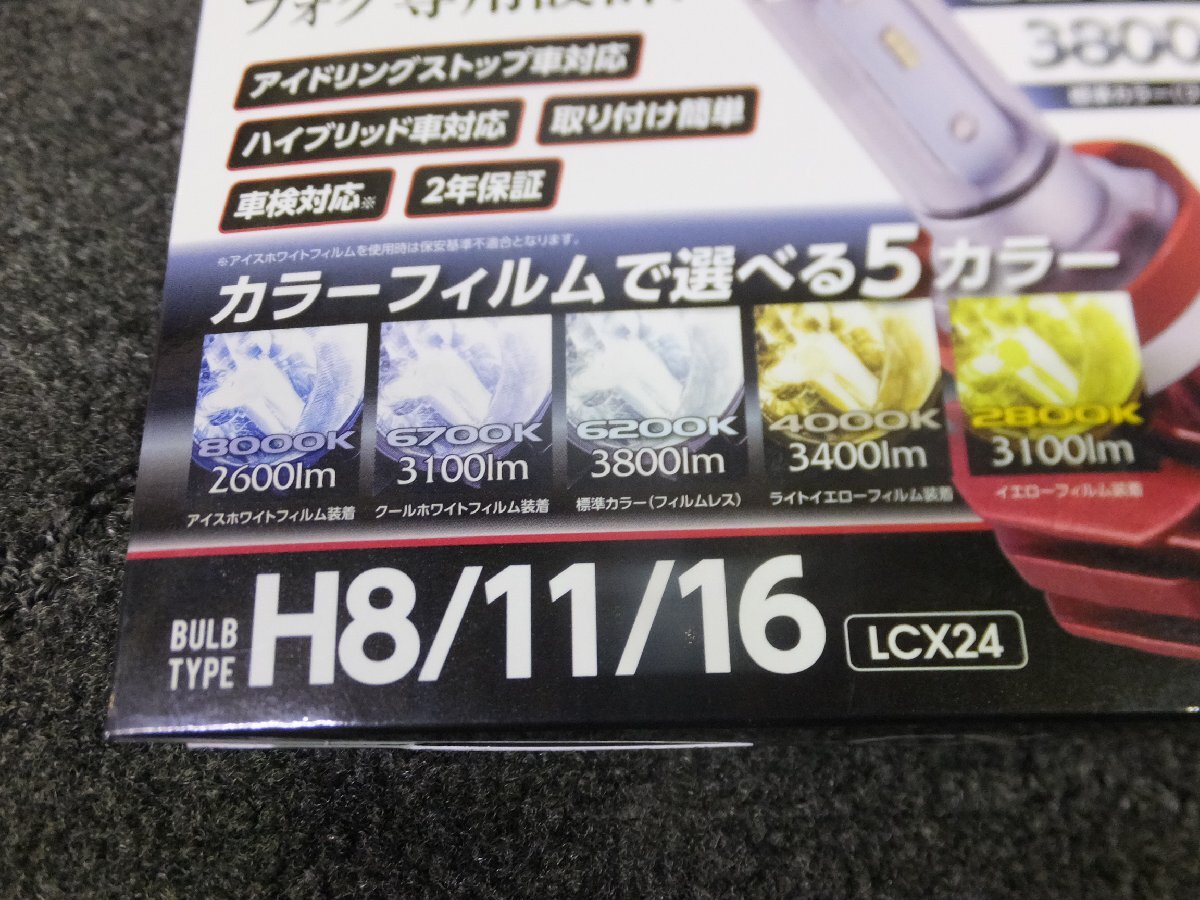 フォグ専用設計
3800
アイドリングストップ車対応
ハイブリッド車対応
取り付け簡単
車検対応※
2年保証
※アイスホワイトフィルムを使用時は保安基準不適合となります。
カラーフィルムで選べる5カラー
8000K
2600lm
アイスホワイトフィルム装着
6700K
3100lm
クールホワイトフィルム装着
6200K
3800lm
標準カラー(フィルムレス)
4000K
3400lm
ライトイエローフィルム装着
2800K
3100lm
イエローフィルム装着
BULB
TYPE
H8/11/16
LCX24